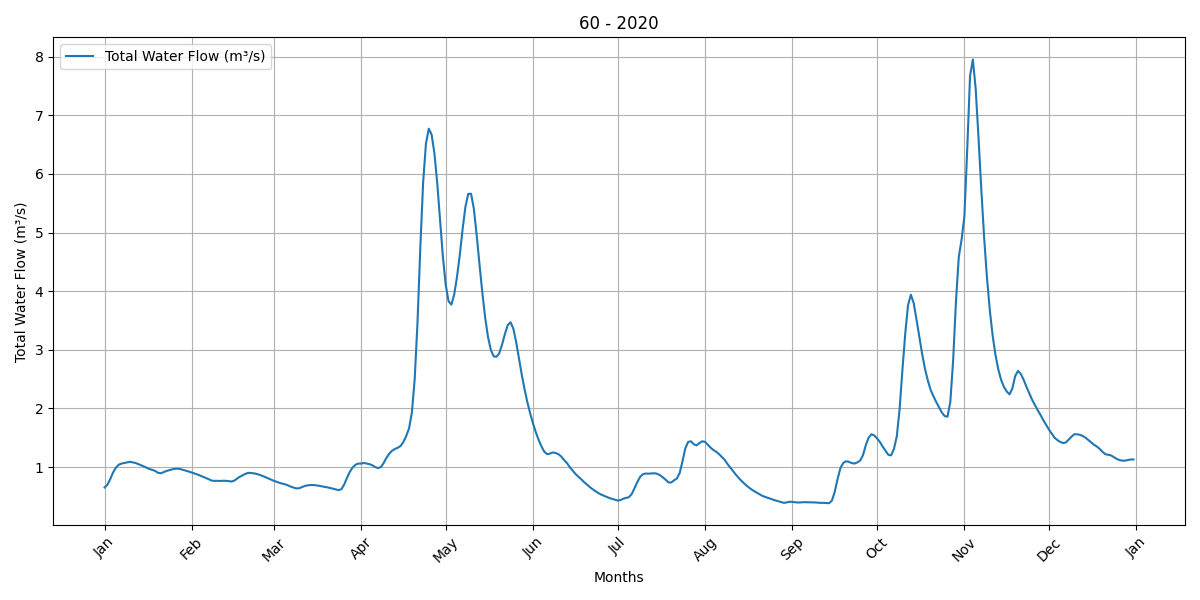 60 - 2020
Total Water Flow (m³/s)
8
7
6
5
4
3
2
1
Total Water Flow (m³/s)
Jan
Feb
Mar
Apr
May
Jun
Jul
Aug
Sep
Oct
Nov
Dec
Jan
Months